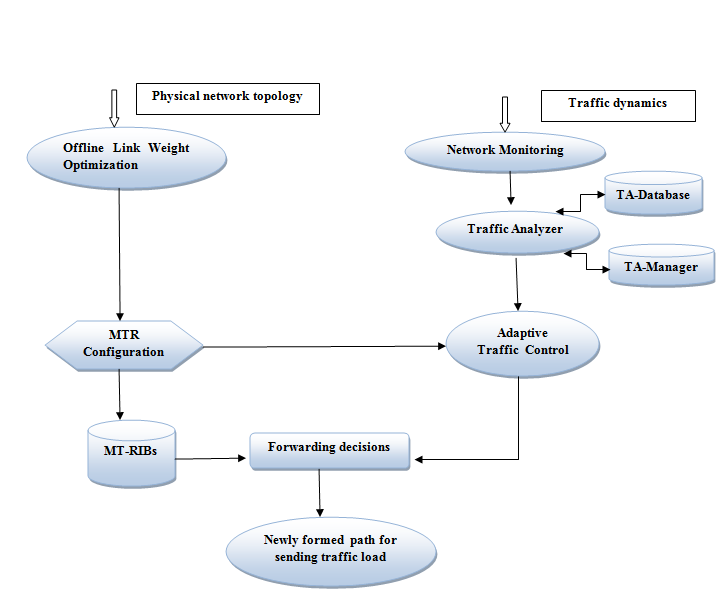 Physical network topology
Traffic dynamics
Offline Link Weight
Optimization
Network Monitoring
TA-Database
Traffic Analyzer
TA-Manager
MTR
Configuration
Adaptive
Traffic Control
MT-RIBs
Forwarding decisions
Newly formed path for
sending traffic load